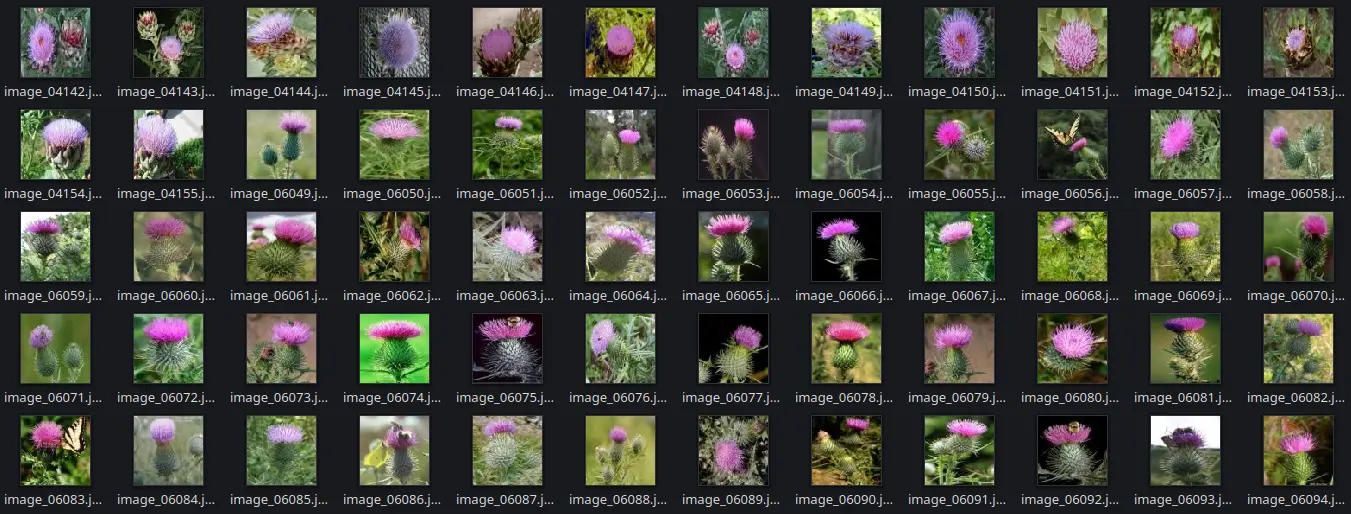 image_04142.j... image_04143.j... image_04144.j... image_04145.j... image_04146.j... image_04147.j... image_04148.j... image_04149.j... image_04150.j... image_04151.j... image_04152.j... image_04153.j...
image_04154.j... image_04155.j... image_06049.j... image_06050.j... image_06051.j... image_06052.j... image_06053.j... image_06054.j... image_06055.j... image_06056.j... image_06057.j... image_06058.j...
image_06059.j... image_06060.j... image_06061.j... image_06062.j... image_06063.j... image_06064.j... image_06065.j... image_06066.j... image_06067.j... image_06068.j... image_06069.j... image_06070.j...
image_06071.j... image_06072.j... image_06073.j... image_06074.j... image_06075.j... image_06076.j... image_06077.j... image_06078.j... image_06079.j... image_06080.j... image_06081.j... image_06082.j...
image_06083.j... image_06084.j... image_06085.j... image_06086.j... image_06087.j... image_06088.j... image_06089.j... image_06090.j... image_06091.j... image_06092.j... image_06093.j... image_06094.j...